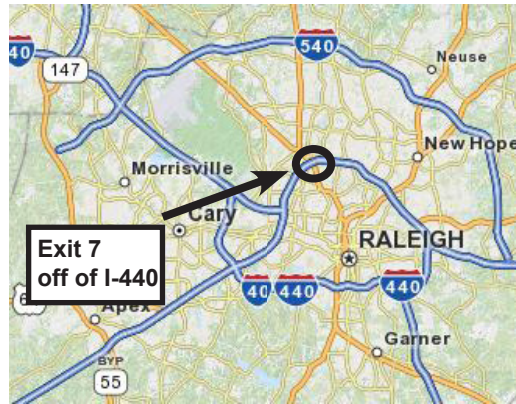 40
147
540
Neuse
New Hope
Morrisville
Cary
Exit 7
off of I-440
RALEIGH
40
440
440
Apex
Garner
BYP
55